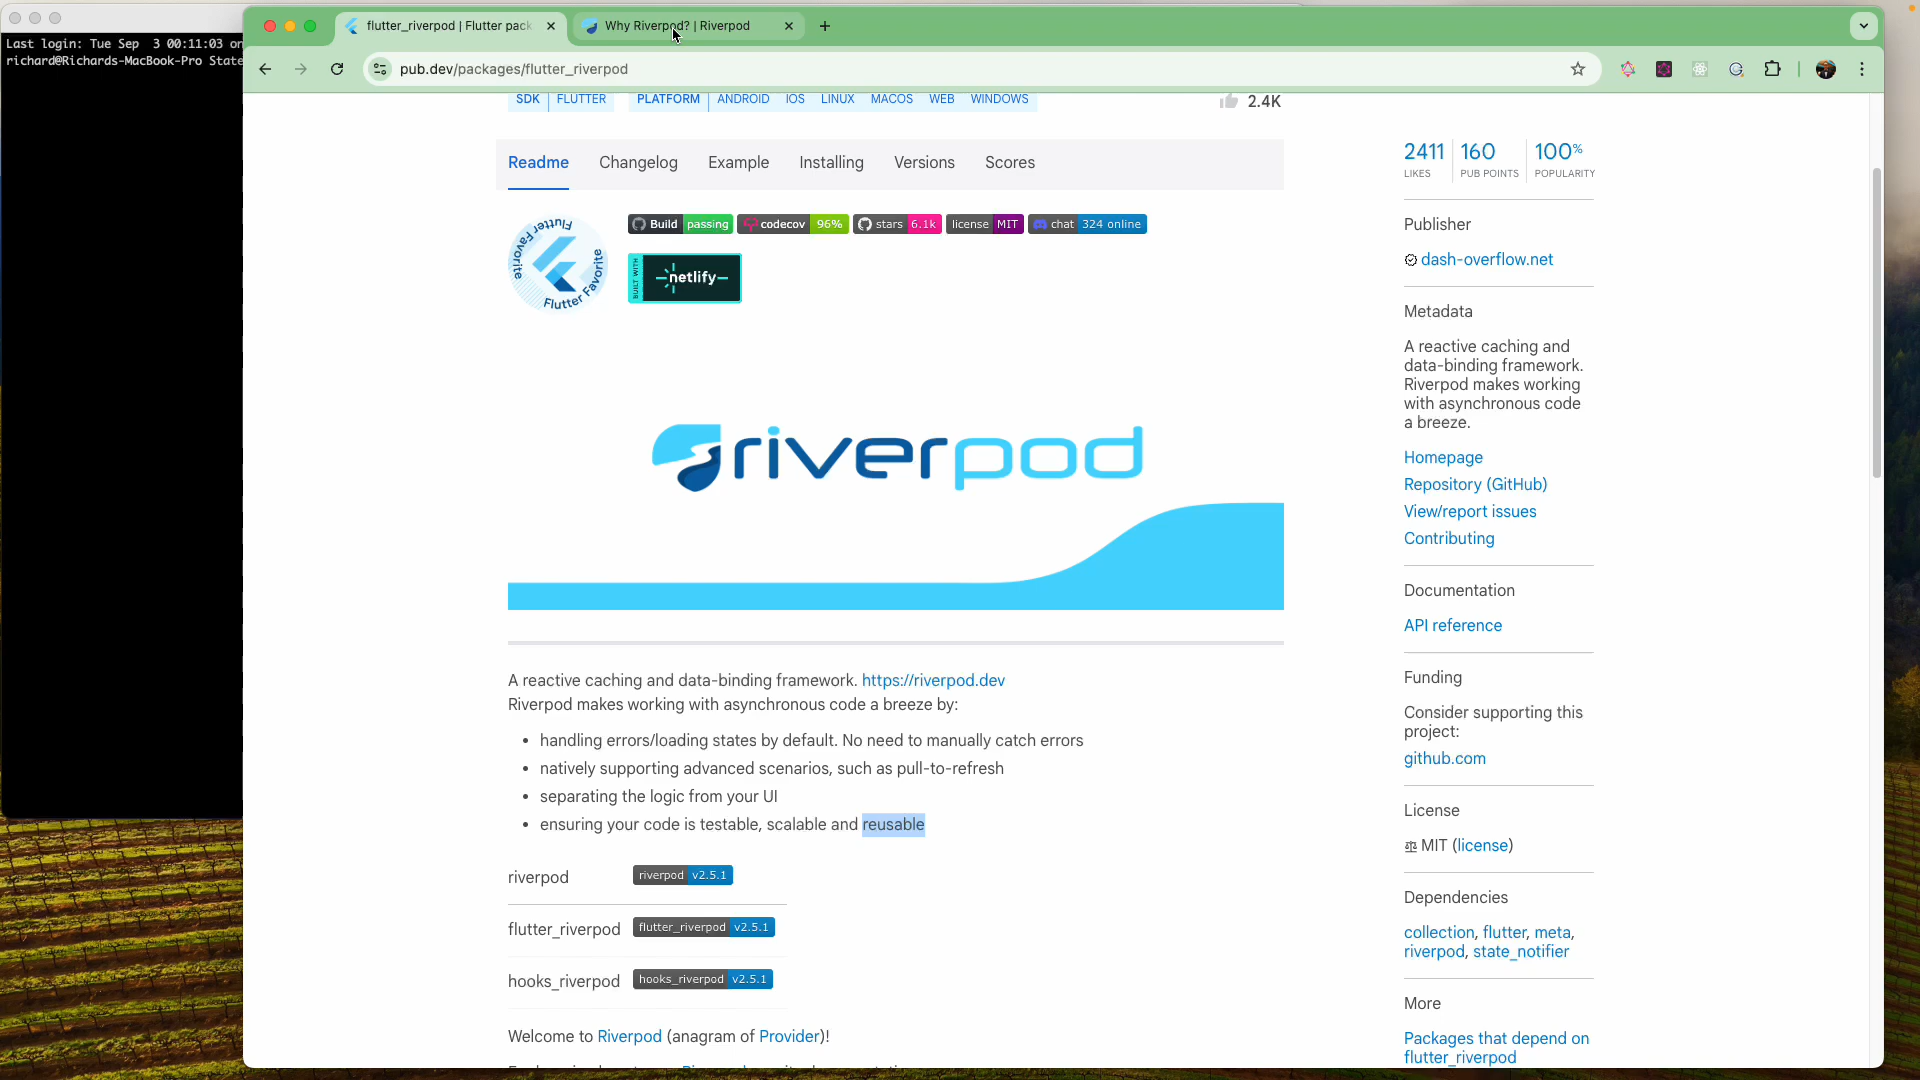 Last login: Tue Sep  3 00:11:03 on
richard@Richards-MacBook-Pro State
flutter_riverpod | Flutter pack
Why Riverpod? | Riverpod
pub.dev/packages/flutter_riverpod
SDK FLUTTER PLATFORM ANDROID IOS LINUX MACOS WEB WINDOWS 2.4K
Readme Changelog Example Installing Versions Scores
Flutter Favorite Flutter Favorite
Build passing codecov 96% stars 6.1k license MIT chat 324 online
BUILT WITH netlify
riverpod
A reactive caching and data-binding framework. https://riverpod.dev
Riverpod makes working with asynchronous code a breeze by:
• handling errors/loading states by default. No need to manually catch errors
• natively supporting advanced scenarios, such as pull-to-refresh
• separating the logic from your UI
• ensuring your code is testable, scalable and reusable
riverpod riverpod v2.5.1
flutter_riverpod flutter_riverpod v2.5.1
hooks_riverpod hooks_riverpod v2.5.1
Welcome to Riverpod (anagram of Provider)!
2411 160 100%
LIKES PUB POINTS POPULARITY
Publisher
dash-overflow.net
Metadata
A reactive caching and
data-binding framework.
Riverpod makes working
with asynchronous code
a breeze.
Homepage
Repository (GitHub)
View/report issues
Contributing
Documentation
API reference
Funding
Consider supporting this
project:
github.com
License
MIT (license)
Dependencies
collection, flutter, meta,
riverpod, state_notifier
More
Packages that depend on
flutter_riverpod